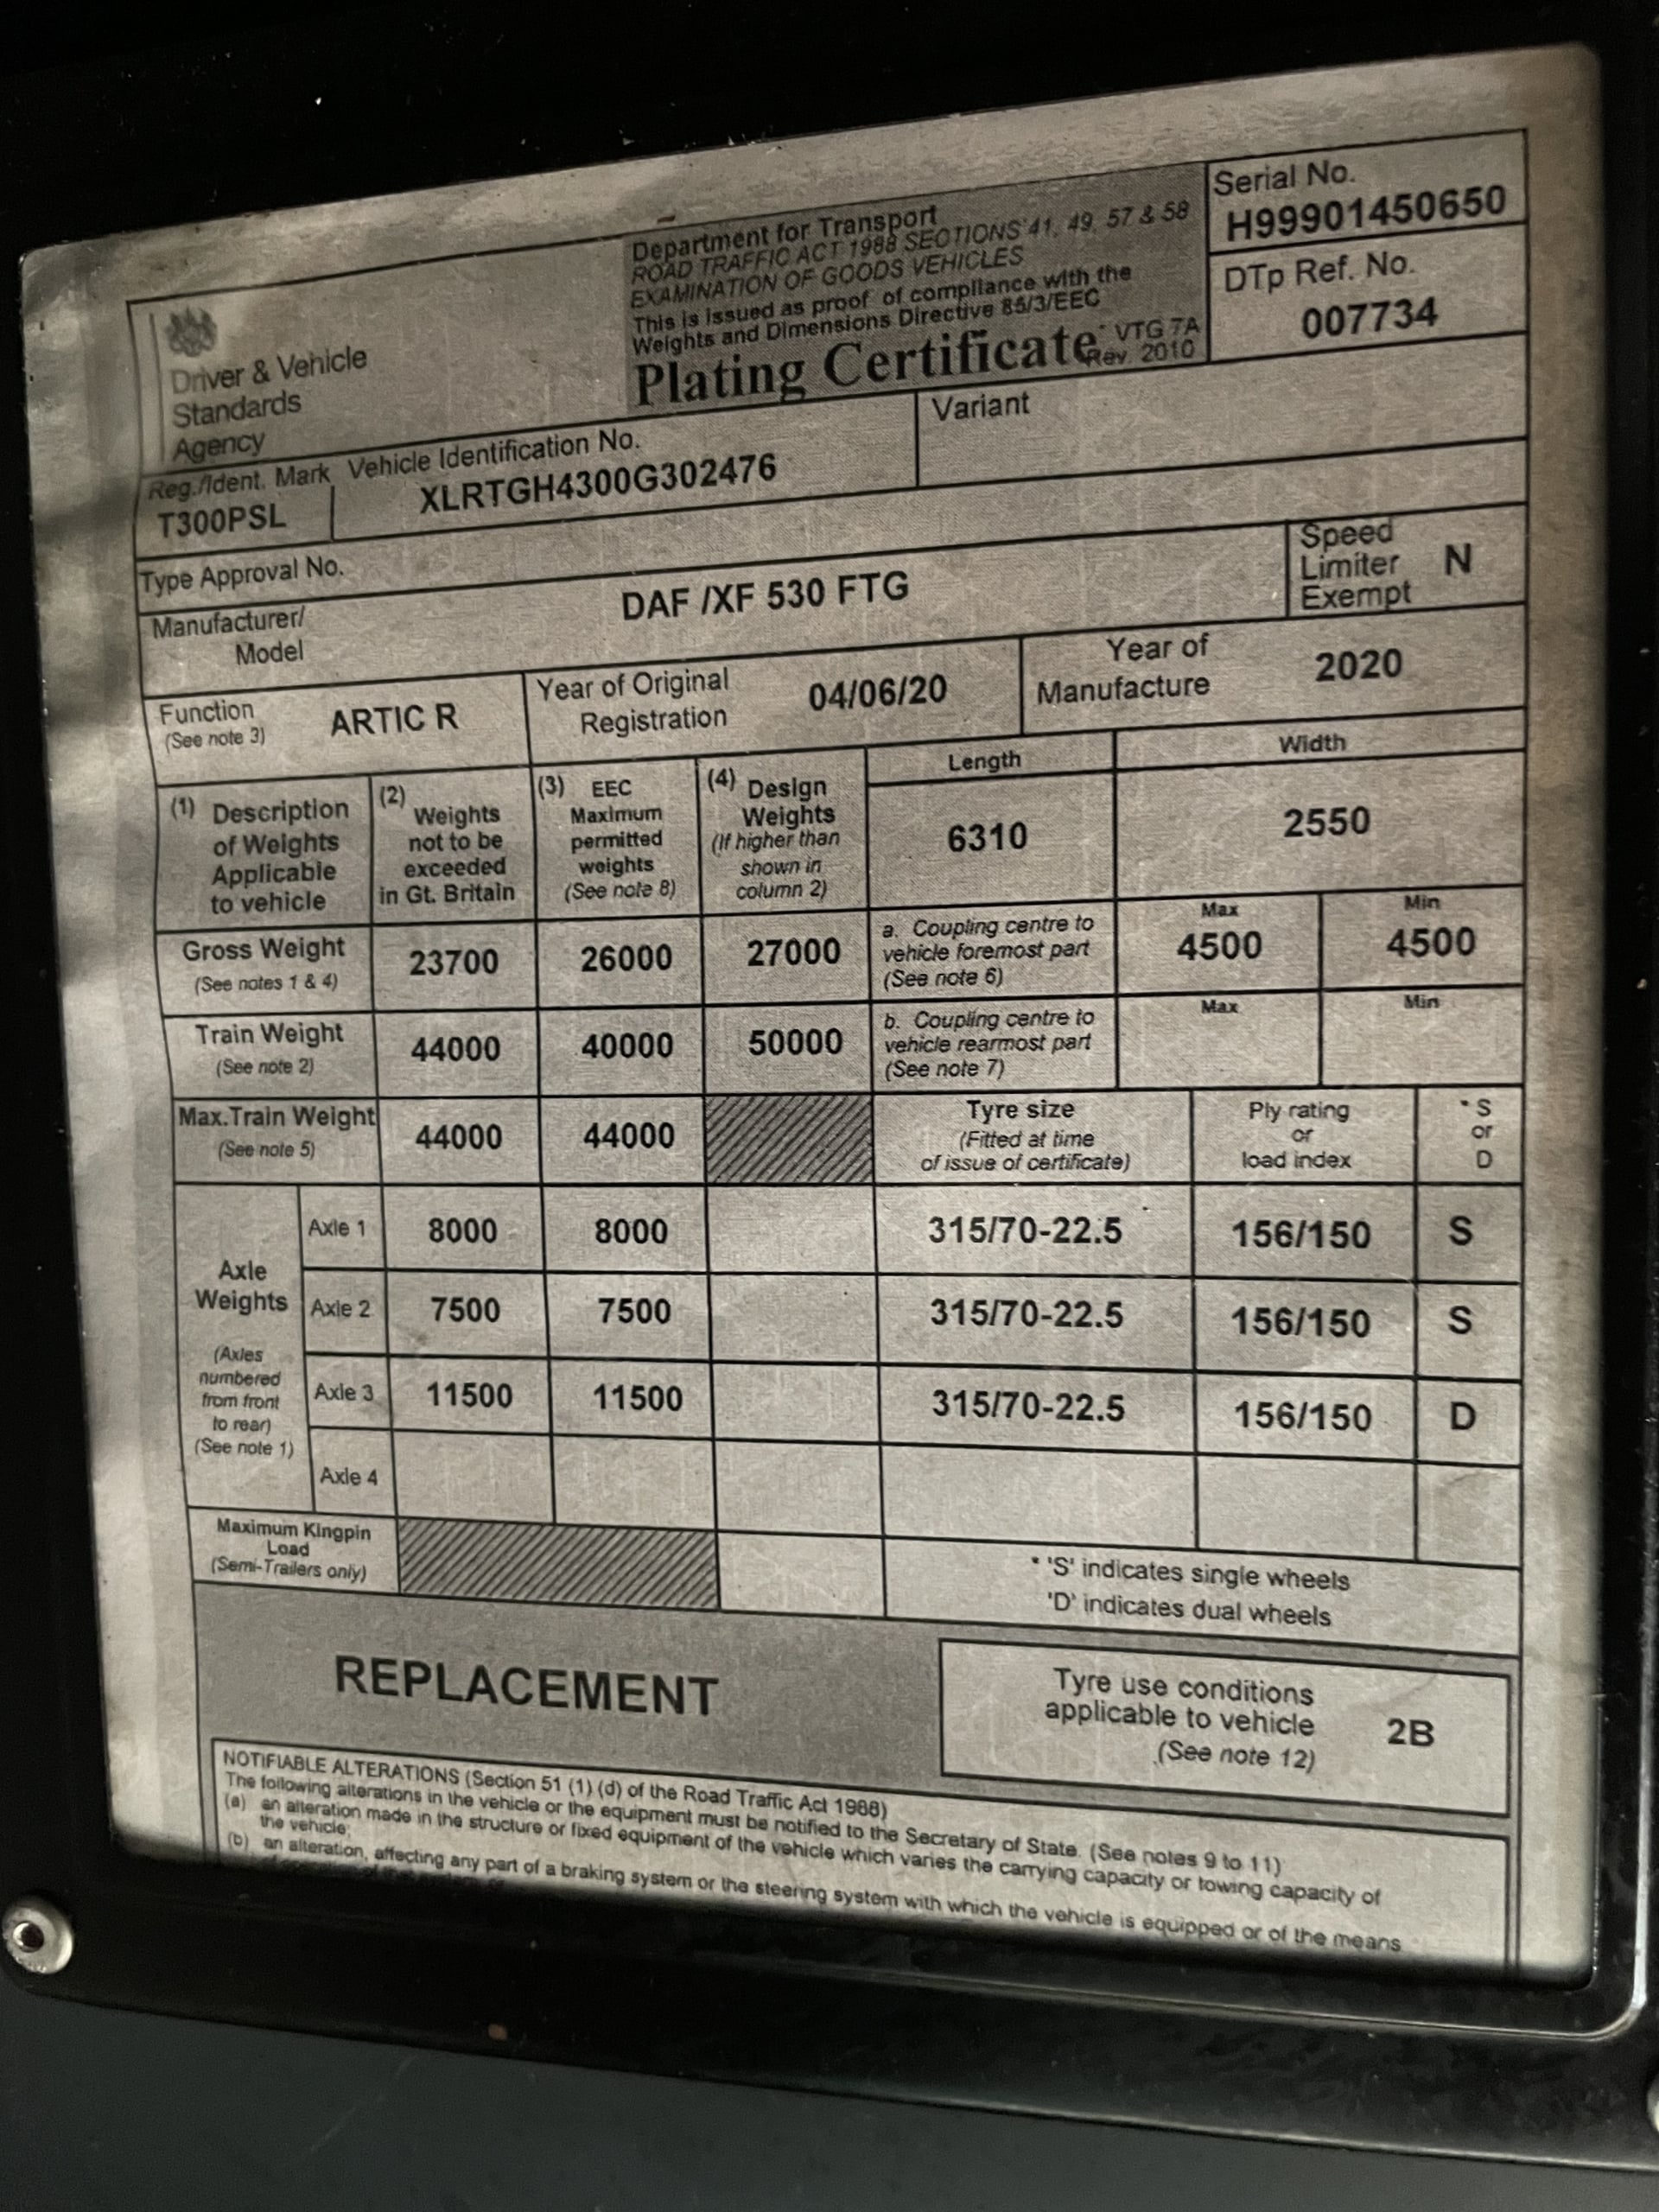 Department for Transport
ROAD TRAFFIC ACT 1988 SECTIONS 41, 49, 57 & 58
EXAMINATION OF GOODS VEHICLES
This is issued as proof of compliance with the
Weights and Dimensions Directive 85/3/EEC
Plating Certificate VTG 7A
Rev. 2010
Serial No.
H99901450650
DTp Ref. No.
007734
Driver & Vehicle
Standards
Agency
Reg./Ident. Mark
T300PSL
Vehicle Identification No.
XLRTGH4300G302476
Variant
Type Approval No.
Manufacturer/
Model
DAF /XF 530 FTG
Speed
Limiter
Exempt
N
Function
(See note 3)
ARTIC R
Year of Original
Registration
04/06/20
Year of
Manufacture
2020
(1) Description
of Weights
Applicable
to vehicle
(2) Weights
not to be
exceeded
in Gt. Britain
(3) EEC
Maximum
permitted
weights
(See note 8)
(4) Design
Weights
(If higher than
shown in
column 2)
Length
6310
Width
2550
Gross Weight
(See notes 1 & 4)
23700
26000
27000
a. Coupling centre to
vehicle foremost part
(See note 6)
Max
4500
Min
4500
Train Weight
(See note 2)
44000
40000
50000
b. Coupling centre to
vehicle rearmost part
(See note 7)
Max
Min
Max.Train Weight
(See note 5)
44000
44000
Tyre size
(Fitted at time
of issue of certificate)
Ply rating
or
load index
* S
or
D
Axle
Weights
(Axles
numbered
from front
to rear)
(See note 1)
Axle 1 8000 8000 315/70-22.5 156/150 S
Axle 2 7500 7500 315/70-22.5 156/150 S
Axle 3 11500 11500 315/70-22.5 156/150 D
Axle 4
Maximum Kingpin
Load
(Semi-Trailers only)
* 'S' indicates single wheels
'D' indicates dual wheels
REPLACEMENT
Tyre use conditions
applicable to vehicle
(See note 12)
2B
NOTIFIABLE ALTERATIONS (Section 51 (1) (d) of the Road Traffic Act 1988)
The following alterations in the vehicle or the equipment must be notified to the Secretary of State. (See notes 9 to 11)
(a) an alteration made in the structure or fixed equipment of the vehicle which varies the carrying capacity or towing capacity of
the vehicle;
(b) an alteration, affecting any part of a braking system or the steering system with which the vehicle is equipped or of the means